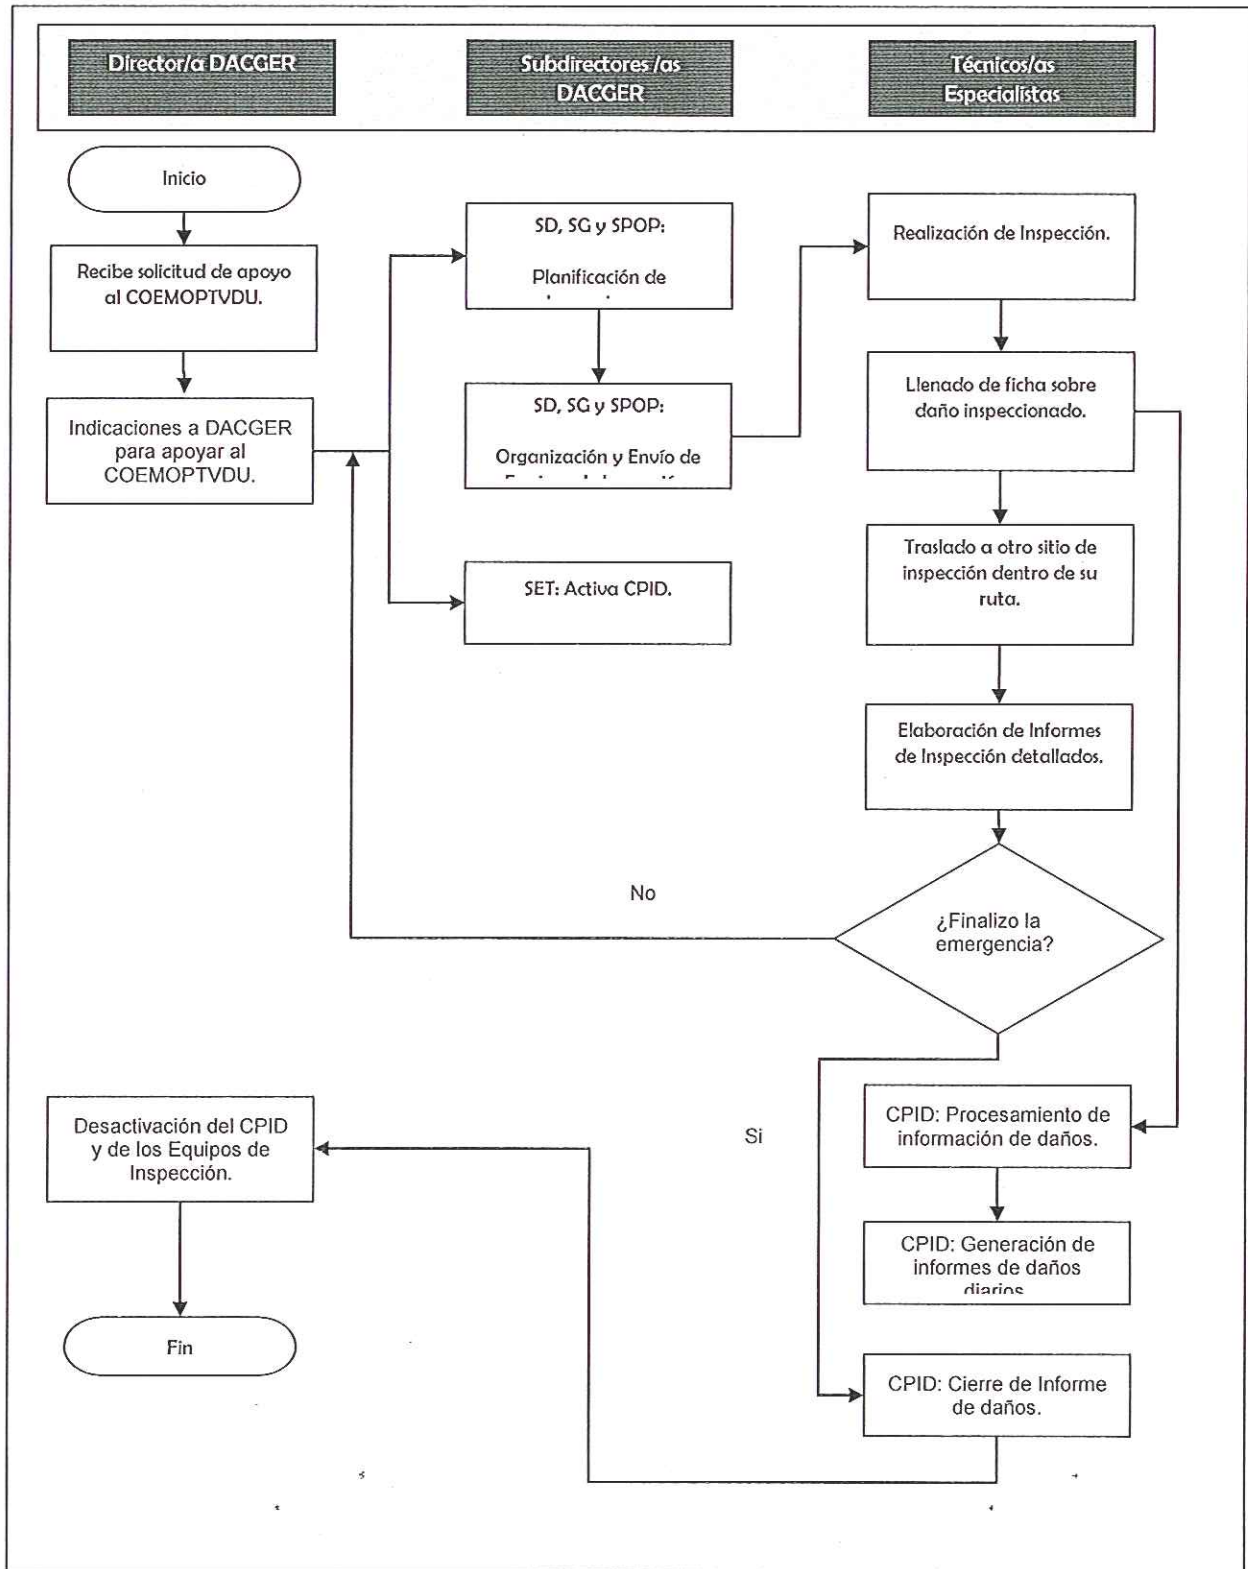 Director/a DACGER
Subdirectores /as
DACGER
Técnicos/as
Especialistas
Inicio
Recibe solicitud de apoyo
al COEMOPTVDU.
Indicaciones a DACGER
para apoyar al
COEMOPTVDU.
SD, SG y SPOP:
Planificación de
SD, SG y SPOP:
Organización y Envío de
SET: Activa CPID.
Realización de Inspección.
Llenado de ficha sobre
daño inspeccionado.
Traslado a otro sitio de
inspección dentro de su
ruta.
Elaboración de Informes
de Inspección detallados.
¿Finalizo la
emergencia?
No
Si
CPID: Procesamiento de
información de daños.
CPID: Generación de
informes de daños
diarios
CPID: Cierre de Informe
de daños.
Desactivación del CPID
y de los Equipos de
Inspección.
Fin